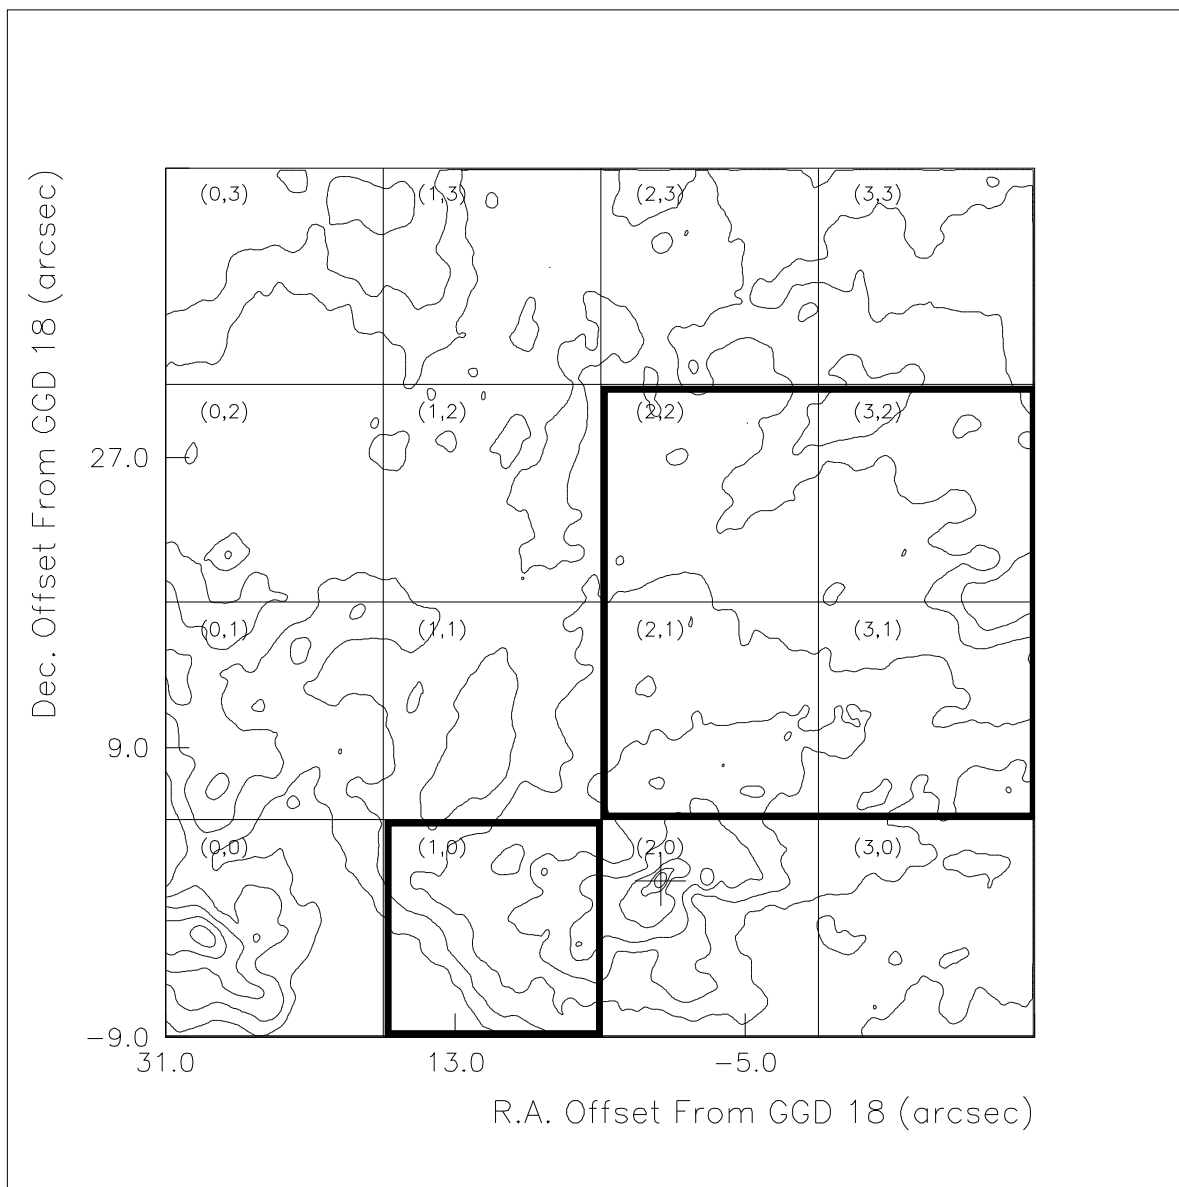 Dec. Offset From GGD 18 (arcsec)
(0,3) (1,3) (2,3) (3,3)
(0,2) (1,2) (2,2) (3,2)
27.0
(0,1) (1,1) (2,1) (3,1)
9.0
(0,0) (1,0) (2,0) (3,0)
−9.0
31.0 13.0 −5.0
R.A. Offset From GGD 18 (arcsec)